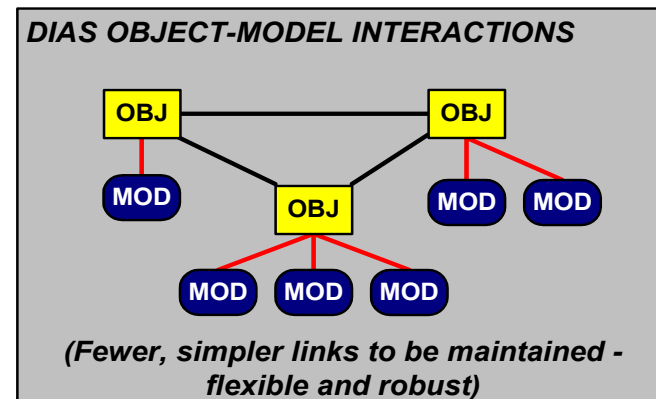 DIAS OBJECT-MODEL INTERACTIONS
OBJ OBJ
MOD OBJ MOD MOD
MOD MOD MOD
(Fewer, simpler links to be maintained -
flexible and robust)